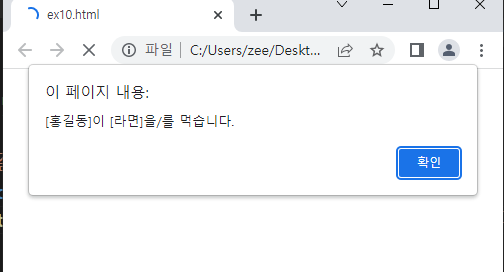 ex10.html
파일 C:/Users/zee/Deskt...
이 페이지 내용:
[홍길동]이 [라면]을/를 먹습니다.
확인